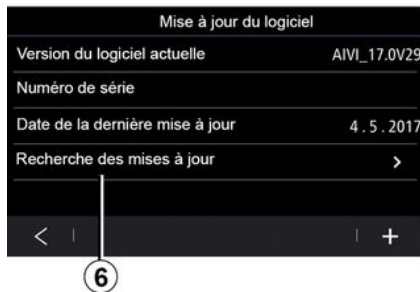 Mise à jour du logiciel
Version du logiciel actuelle AIVI_17.0V29
Numéro de série
Date de la dernière mise à jour 4.5.2017
Recherche des mises à jour >
< +
6